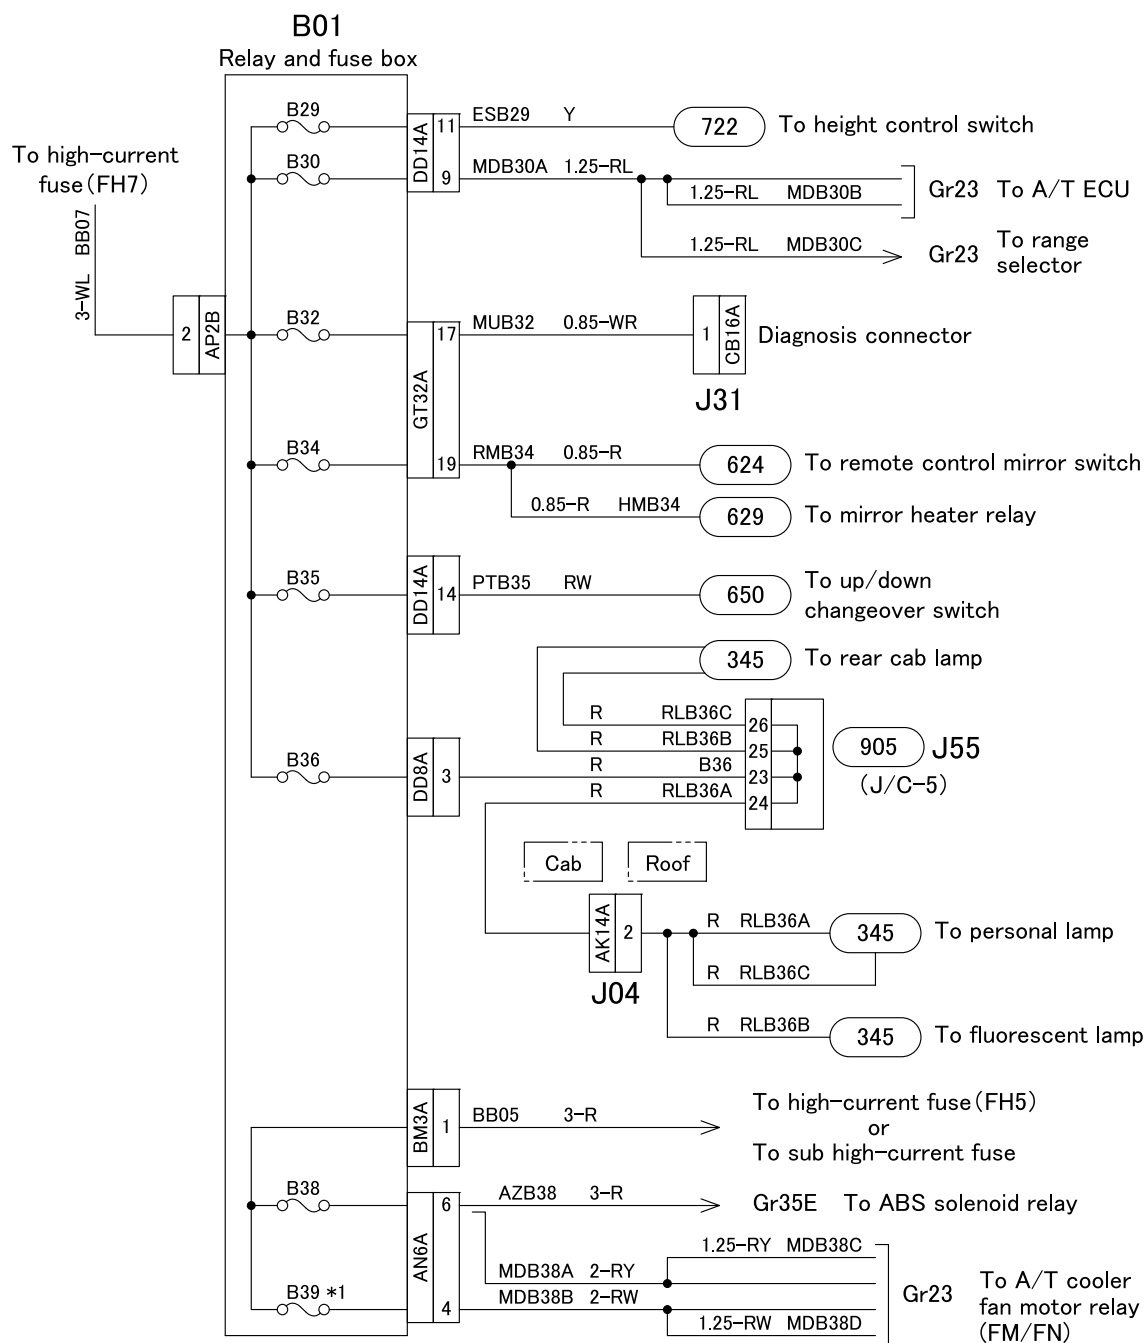 B01
Relay and fuse box
To high-current
fuse(FH7)
3-WL BB07
2 AP2B
B29
DD14A
11 ESB29 Y
722 To height control switch
B30
9 MDB30A 1.25-RL
1.25-RL MDB30B
Gr23 To A/T ECU
1.25-RL MDB30C
Gr23 To range
selector
B32
GT32A
17 MUB32 0.85-WR
1 CB16A
Diagnosis connector
J31
B34
19 RMB34 0.85-R
624 To remote control mirror switch
0.85-R HMB34
629 To mirror heater relay
B35
DD14A
14 PTB35 RW
650 To up/down
changeover switch
345 To rear cab lamp
R RLB36C 26
R RLB36B 25
B36
DD8A
3 R B36 23
R RLB36A 24
905 J55
(J/C-5)
Cab Roof
AK14A 2
J04
R RLB36A 345 To personal lamp
R RLB36C
R RLB36B 345 To fluorescent lamp
BM3A
1 BB05 3-R
To high-current fuse(FH5)
or
To sub high-current fuse
B38
AN6A
6 AZB38 3-R
Gr35E To ABS solenoid relay
1.25-RY MDB38C
MDB38A 2-RY
B39 *1
4 MDB38B 2-RW
1.25-RW MDB38D
Gr23 To A/T cooler
fan motor relay
(FM/FN)